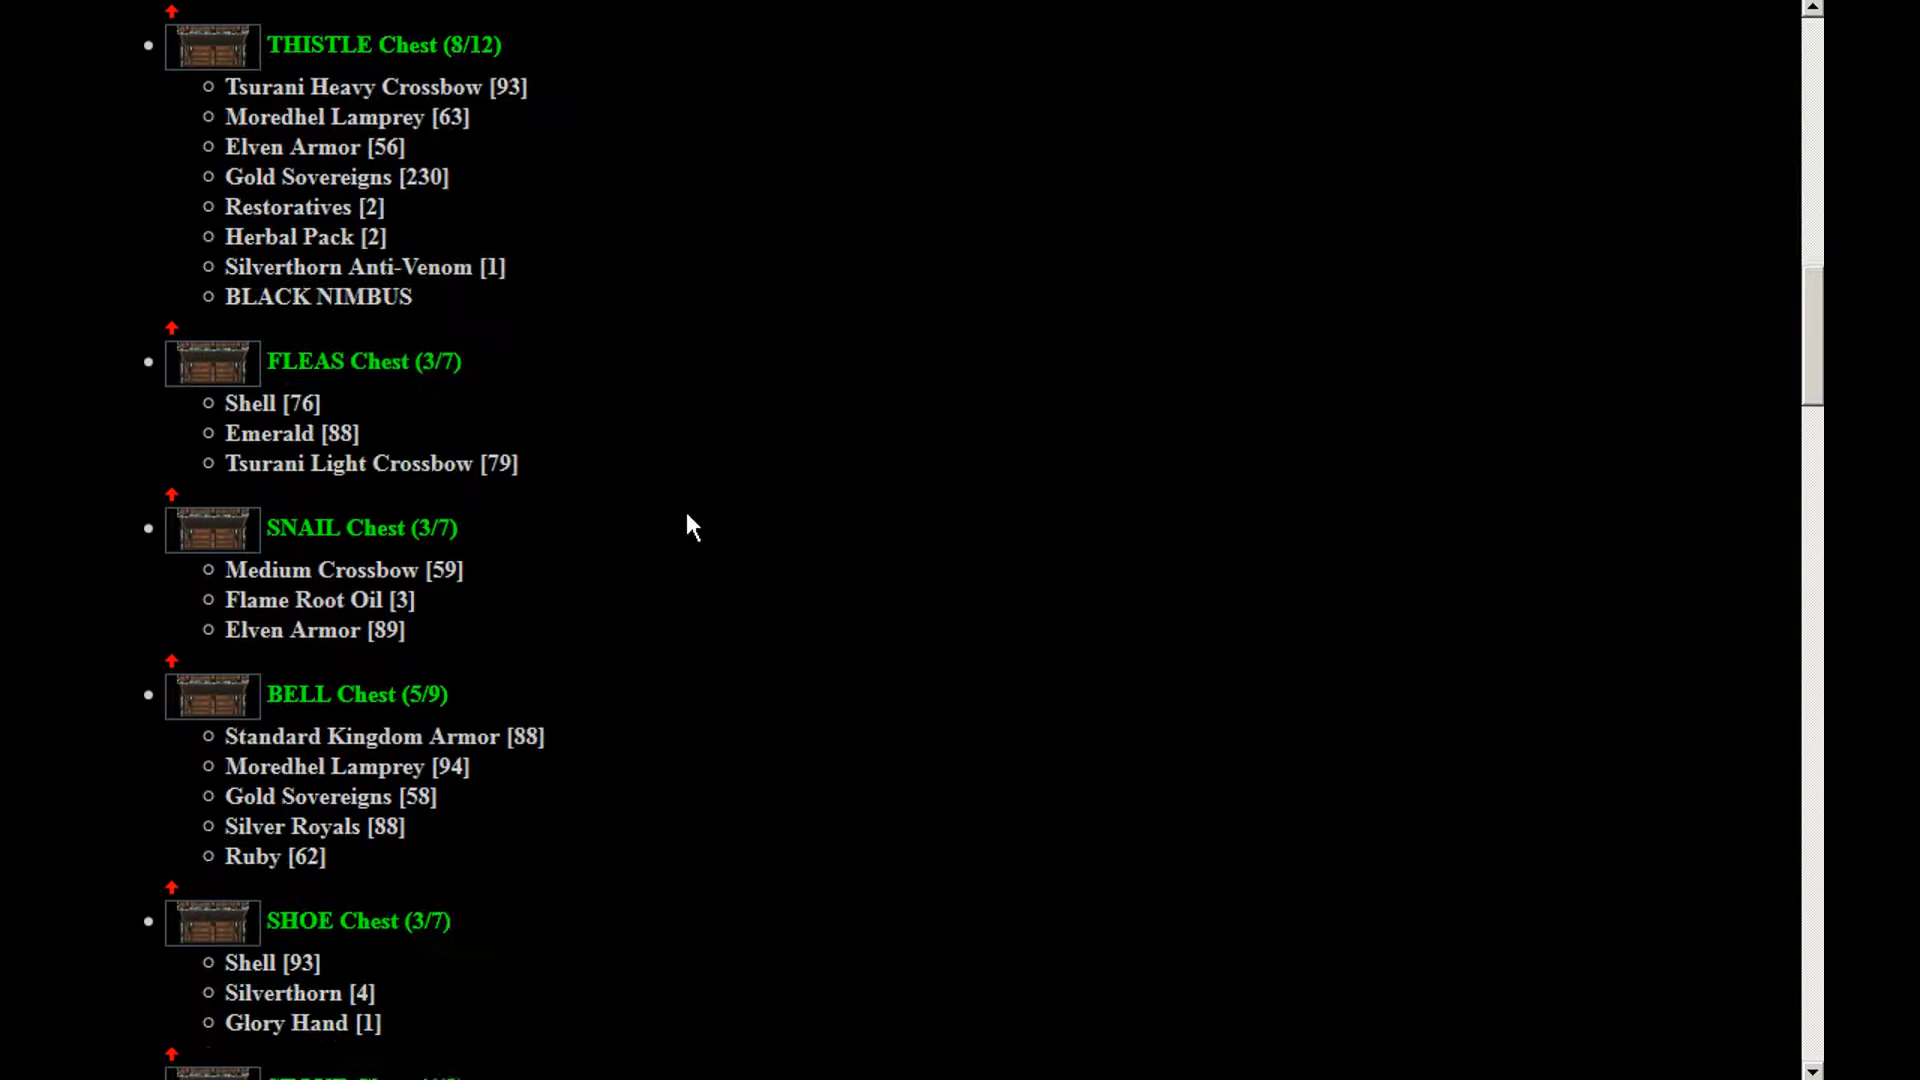 THISTLE Chest (8/12)
Tsurani Heavy Crossbow [93]
Moredhel Lamprey [63]
Elven Armor [56]
Gold Sovereigns [230]
Restoratives [2]
Herbal Pack [2]
Silverthorn Anti-Venom [1]
BLACK NIMBUS
FLEAS Chest (3/7)
Shell [76]
Emerald [88]
Tsurani Light Crossbow [79]
SNAIL Chest (3/7)
Medium Crossbow [59]
Flame Root Oil [3]
Elven Armor [89]
BELL Chest (5/9)
Standard Kingdom Armor [88]
Moredhel Lamprey [94]
Gold Sovereigns [58]
Silver Royals [88]
Ruby [62]
SHOE Chest (3/7)
Shell [93]
Silverthorn [4]
Glory Hand [1]